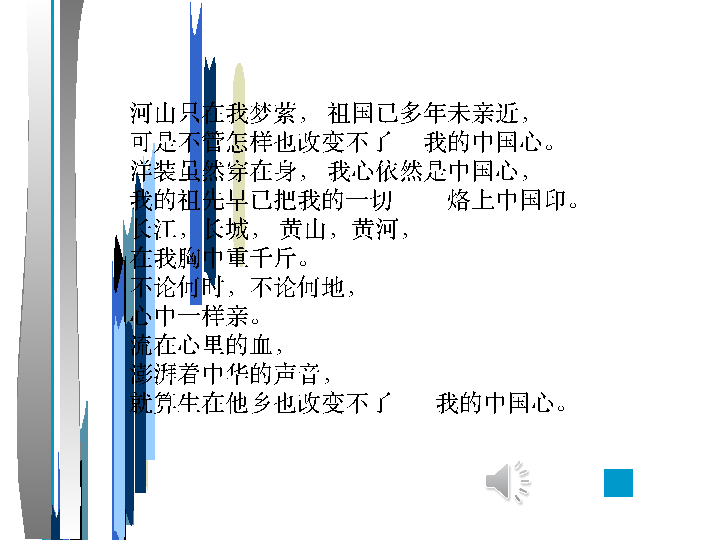 河山只在我梦萦， 祖国已多年未亲近，
可是不管怎样也改变不了 我的中国心。
洋装虽然穿在身， 我心依然是中国心，
我的祖先早已把我的一切 烙上中国印。
长江，长城， 黄山，黄河，
在我胸中重千斤。
不论何时，不论何地，
心中一样亲。
流在心里的血，
澎湃着中华的声音，
就算生在他乡也改变不了 我的中国心。